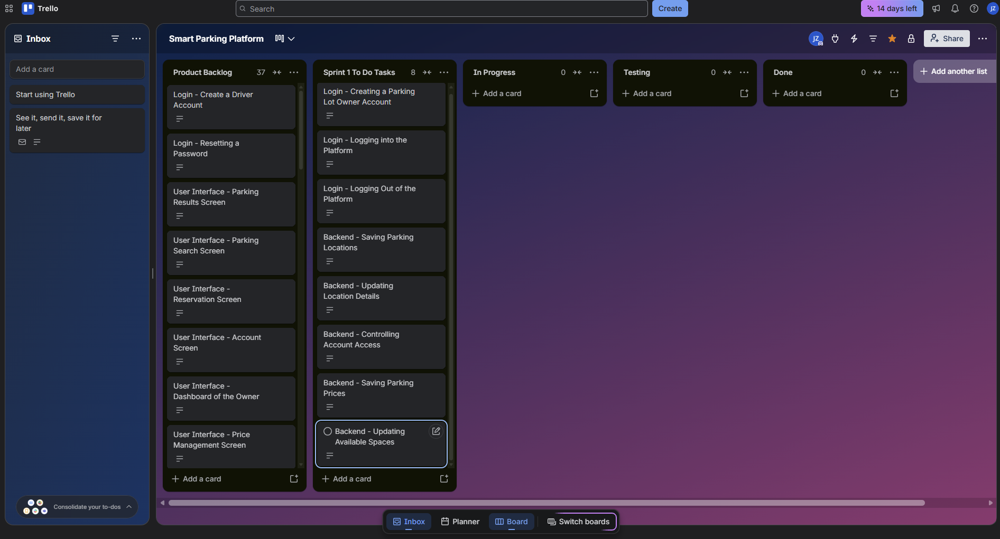 Trello
Search
Create
14 days left
JZ
Inbox
Add a card
Start using Trello
See it, send it, save it for
later
Consolidate your to-dos
Smart Parking Platform
JZ
Share
Product Backlog 37
Login - Create a Driver
Account
Login - Resetting a
Password
User Interface - Parking
Results Screen
User Interface - Parking
Search Screen
User Interface -
Reservation Screen
User Interface - Account
Screen
User Interface -
Dashboard of the Owner
User Interface - Price
Management Screen
Add a card
Sprint 1 To Do Tasks 8
Login - Creating a Parking
Lot Owner Account
Login - Logging into the
Platform
Login - Logging Out of the
Platform
Backend - Saving Parking
Locations
Backend - Updating
Location Details
Backend - Controlling
Account Access
Backend - Saving Parking
Prices
Backend - Updating
Available Spaces
Add a card
In Progress 0
Add a card
Testing 0
Add a card
Done 0
Add a card
Add another list
Inbox
Planner
Board
Switch boards